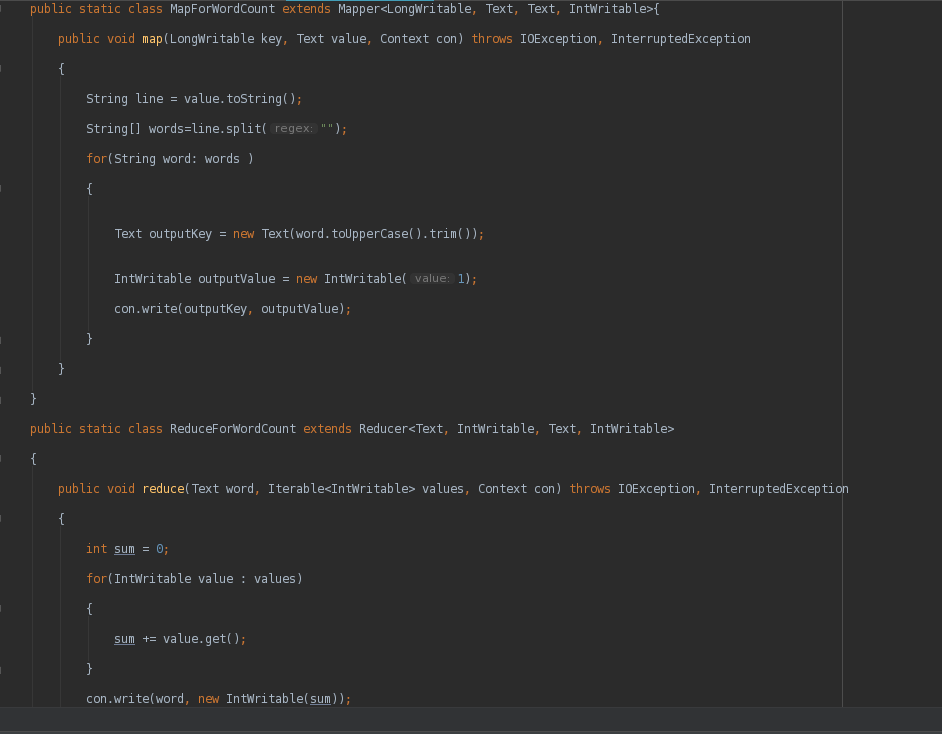 public static class MapForWordCount extends Mapper<LongWritable, Text, Text, IntWritable>{
public void map(LongWritable key, Text value, Context con) throws IOException, InterruptedException
{
String line = value.toString();
String[] words=line.split( regex: "");
for(String word: words )
{
Text outputKey = new Text(word.toUpperCase().trim());
IntWritable outputValue = new IntWritable( value: 1);
con.write(outputKey, outputValue);
}
}
}
public static class ReduceForWordCount extends Reducer<Text, IntWritable, Text, IntWritable>
{
public void reduce(Text word, Iterable<IntWritable> values, Context con) throws IOException, InterruptedException
{
int sum = 0;
for(IntWritable value : values)
{
sum += value.get();
}
con.write(word, new IntWritable(sum));